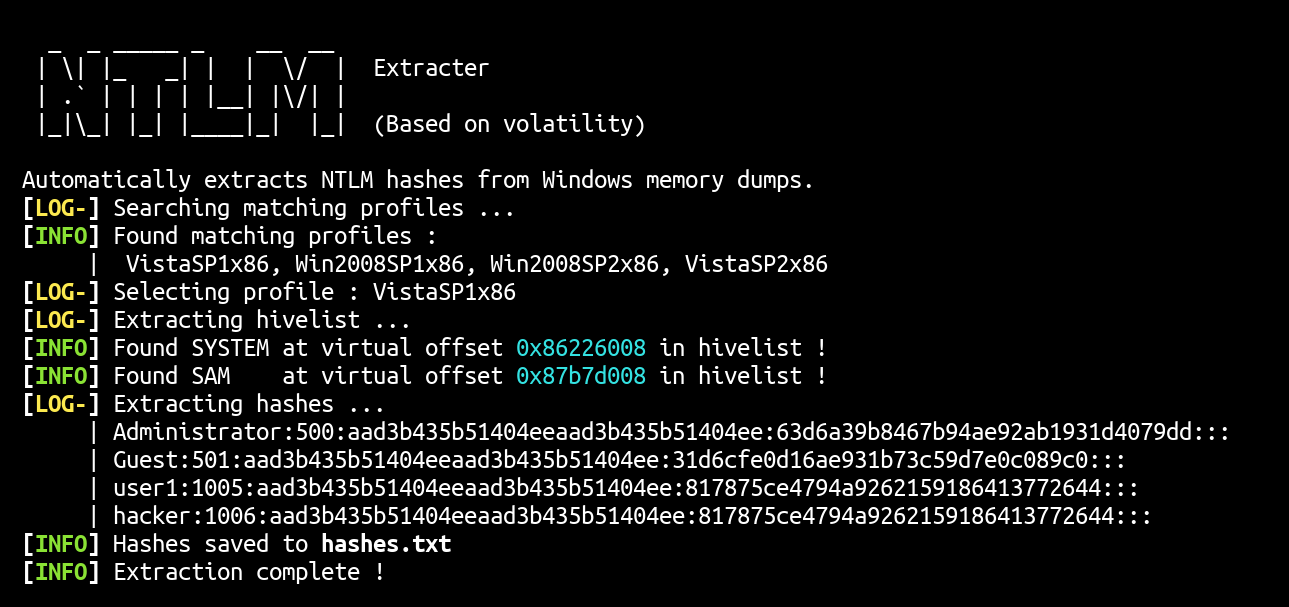 _  _ _____ _    __  __
 | \| |_   _| |  |  \/  |  Extracter
 | .` | | | | |__| |\/| |
 |_|\_| |_| |____|_|  |_|  (Based on volatility)
Automatically extracts NTLM hashes from Windows memory dumps.
[LOG-] Searching matching profiles ...
[INFO] Found matching profiles :
     |  VistaSP1x86, Win2008SP1x86, Win2008SP2x86, VistaSP2x86
[LOG-] Selecting profile : VistaSP1x86
[LOG-] Extracting hivelist ...
[INFO] Found SYSTEM at virtual offset 0x86226008 in hivelist !
[INFO] Found SAM    at virtual offset 0x87b7d008 in hivelist !
[LOG-] Extracting hashes ...
     | Administrator:500:aad3b435b51404eeaad3b435b51404ee:63d6a39b8467b94ae92ab1931d4079dd:::
     | Guest:501:aad3b435b51404eeaad3b435b51404ee:31d6cfe0d16ae931b73c59d7e0c089c0:::
     | user1:1005:aad3b435b51404eeaad3b435b51404ee:817875ce4794a9262159186413772644:::
     | hacker:1006:aad3b435b51404eeaad3b435b51404ee:817875ce4794a9262159186413772644:::
[INFO] Hashes saved to hashes.txt
[INFO] Extraction complete !